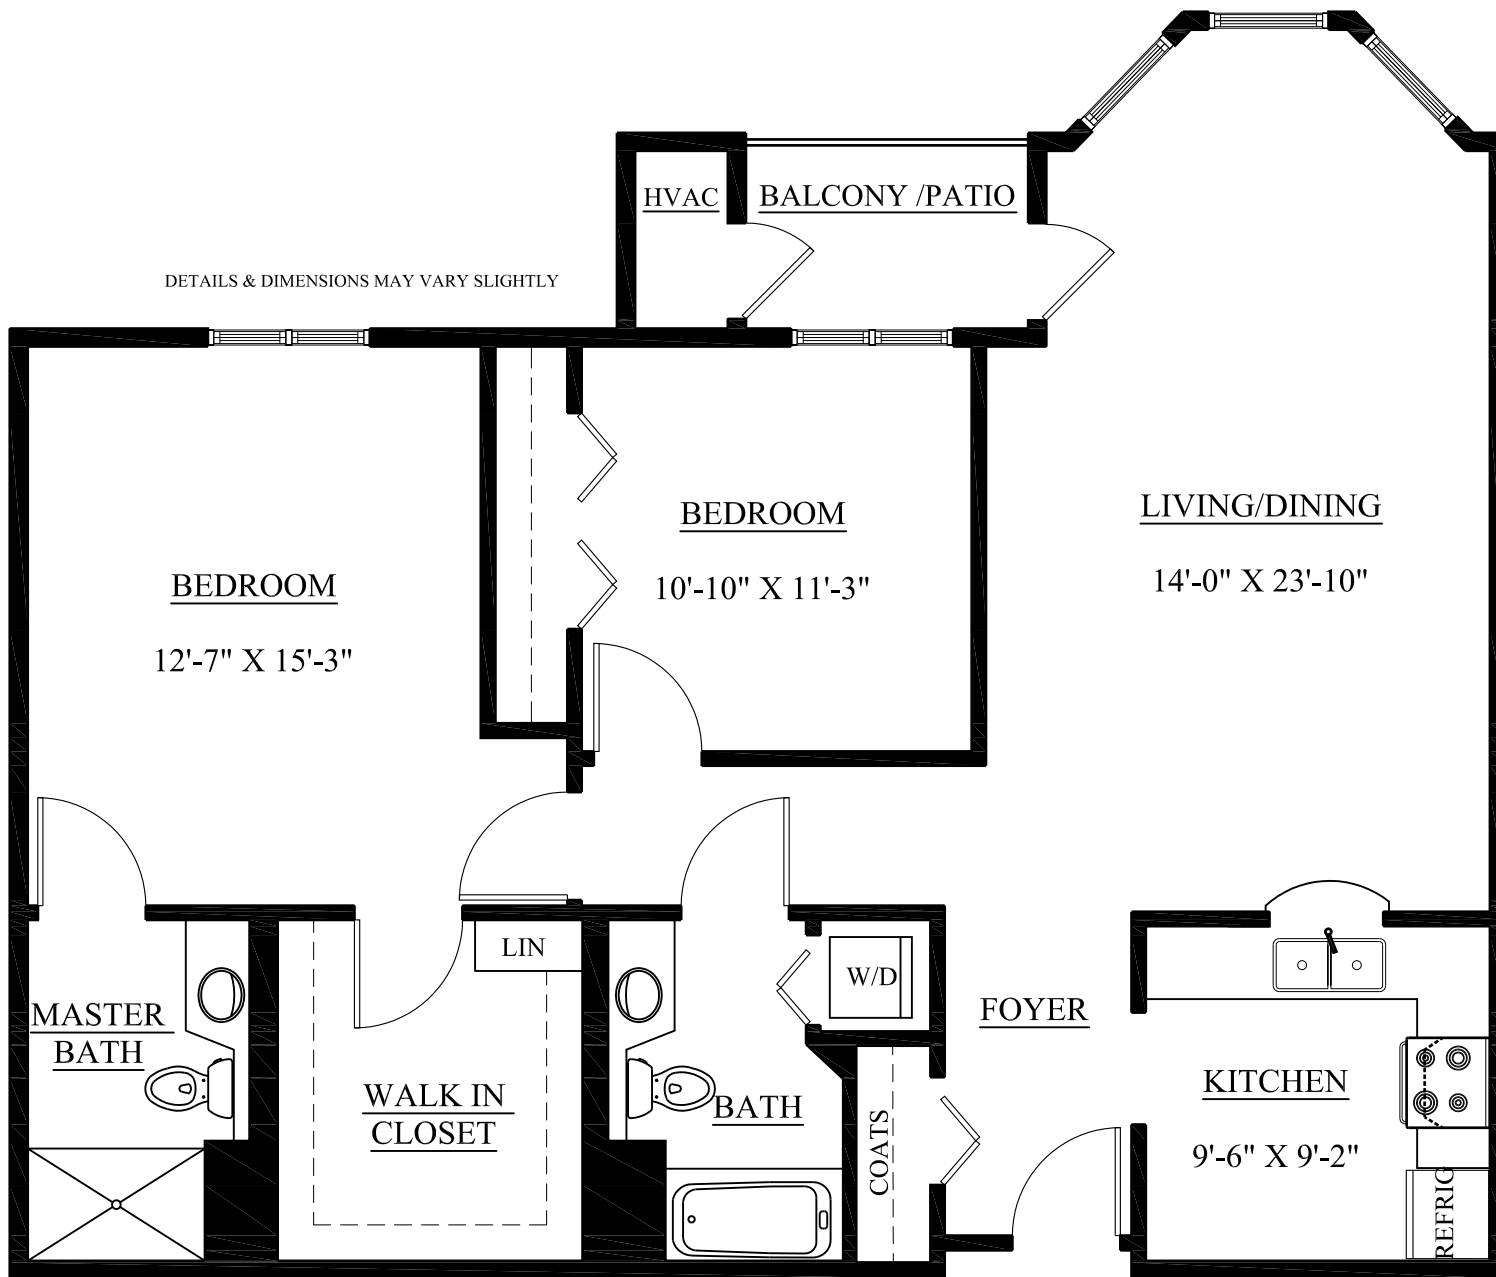 HVAC
BALCONY /PATIO
DETAILS & DIMENSIONS MAY VARY SLIGHTLY
BEDROOM
12'-7" X 15'-3"
BEDROOM
10'-10" X 11'-3"
LIVING/DINING
14'-0" X 23'-10"
MASTER
BATH
LIN
WALK IN
CLOSET
W/D
BATH
COATS
FOYER
KITCHEN
9'-6" X 9'-2"
REFRIG